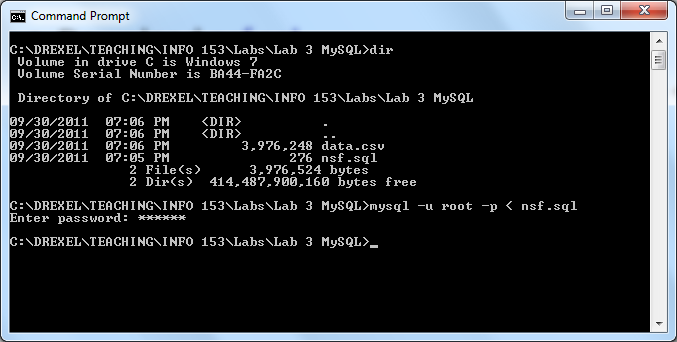 Command Prompt
C:\DREXEL\TEACHING\INFO 153\Labs\Lab 3 MySQL>dir
 Volume in drive C is Windows 7
 Volume Serial Number is BA44-FA2C
 Directory of C:\DREXEL\TEACHING\INFO 153\Labs\Lab 3 MySQL
09/30/2011  07:06 PM    <DIR>          .
09/30/2011  07:06 PM    <DIR>          ..
09/30/2011  07:06 PM         3,976,248 data.csv
09/30/2011  07:05 PM               276 nsf.sql
               2 File(s)      3,976,524 bytes
               2 Dir(s)  414,487,900,160 bytes free
C:\DREXEL\TEACHING\INFO 153\Labs\Lab 3 MySQL>mysql -u root -p < nsf.sql
Enter password: ******
C:\DREXEL\TEACHING\INFO 153\Labs\Lab 3 MySQL>_